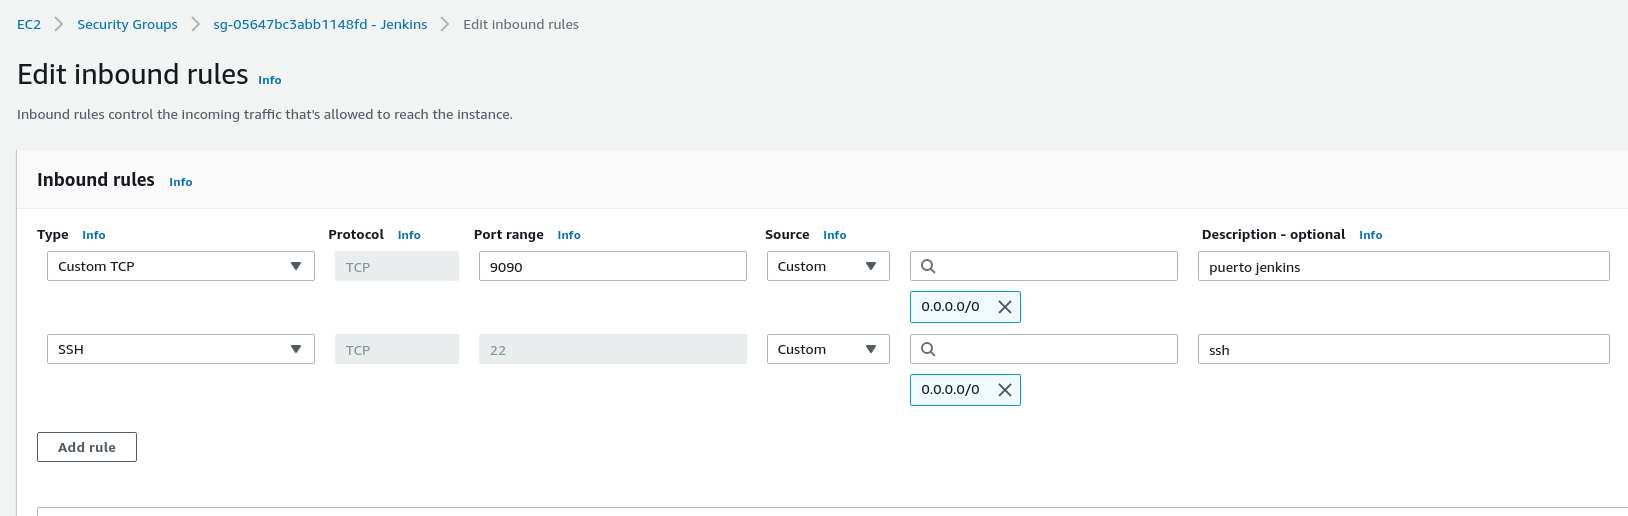 EC2 Security Groups sg-05647bc3abb1148fd - Jenkins Edit inbound rules
Edit inbound rules Info
Inbound rules control the incoming traffic that's allowed to reach the instance.
Inbound rules Info
Type Info Protocol Info Port range Info Source Info Description - optional Info
Custom TCP TCP 9090 Custom puerto jenkins
0.0.0.0/0
SSH TCP 22 Custom ssh
0.0.0.0/0
Add rule